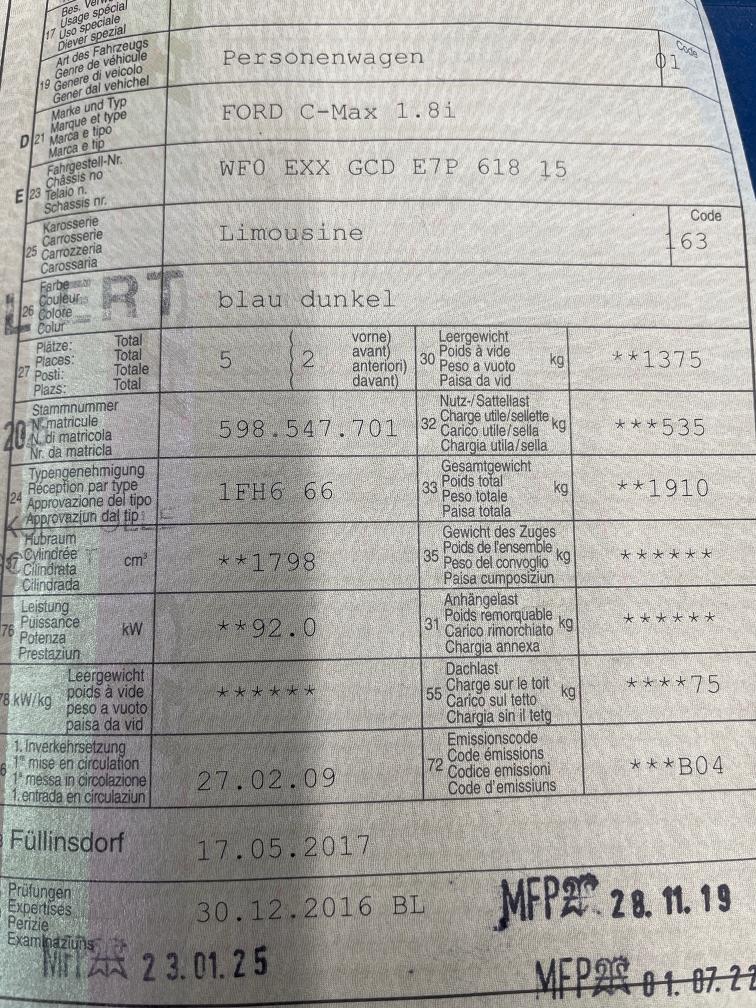 Bes. Verw
17 Usage spécial
Uso speciale
Diever spezial
19 Art des Fahrzeugs
Genre de véhicule
Genere di veicolo
Gener dal vehichel
Personenwagen
Code
01
D 21 Marke und Typ
Marque et type
Marca e tipo
Marca e tip
FORD C-Max 1.8i
E 23 Fahrgestell-Nr.
Châssis no
Telaio n.
Schassis nr.
WF0 EXX GCD E7P 618 15
25 Karosserie
Carrosserie
Carrozzeria
Carossaria
Limousine
Code
163
26 Farbe
Couleur
Colore
Colur
blau dunkel
27 Plätze: Total
Places: Total
Posti: Totale
Plazs: Total
5
2
vorne)
avant)
anteriori)
davant)
30 Leergewicht
Poids à vide
Peso a vuoto
Paisa da vid
kg
**1375
Stammnummer
N° matricule
N. di matricola
Nr. da matricla
598.547.701
32 Nutz-/Sattellast
Charge utile/sellette
Carico utile/sella
Chargia utila/sella
kg
***535
24 Typengenehmigung
Réception par type
Approvazione del tipo
Approvaziun dal tip
1FH6 66
33 Gesamtgewicht
Poids total
Peso totale
Paisa totala
kg
**1910
Hubraum
Cylindrée
Cilindrata
Cilindrada
cm³
**1798
35 Gewicht des Zuges
Poids de l'ensemble
Peso del convoglio
Paisa cumposiziun
kg
******
76 Leistung
Puissance
Potenza
Prestaziun
kW
**92.0
31 Anhängelast
Poids remorquable
Carico rimorchiato
Chargia annexa
kg
******
78 kW/kg
Leergewicht
poids à vide
peso a vuoto
paisa da vid
******
55 Dachlast
Charge sur le toit
Carico sul tetto
Chargia sin il tetg
kg
****75
1. Inverkehrsetzung
1re mise en circulation
1a messa in circolazione
1. entrada en circulaziun
27.02.09
72 Emissionscode
Code émissions
Codice emissioni
Code d'emissiuns
***B04
Füllinsdorf
17.05.2017
Prüfungen
Expertises
Perizie
Examinaziuns
30.12.2016 BL
MFP 28.11.19
MFP 23.01.25
MFP 01.07.22